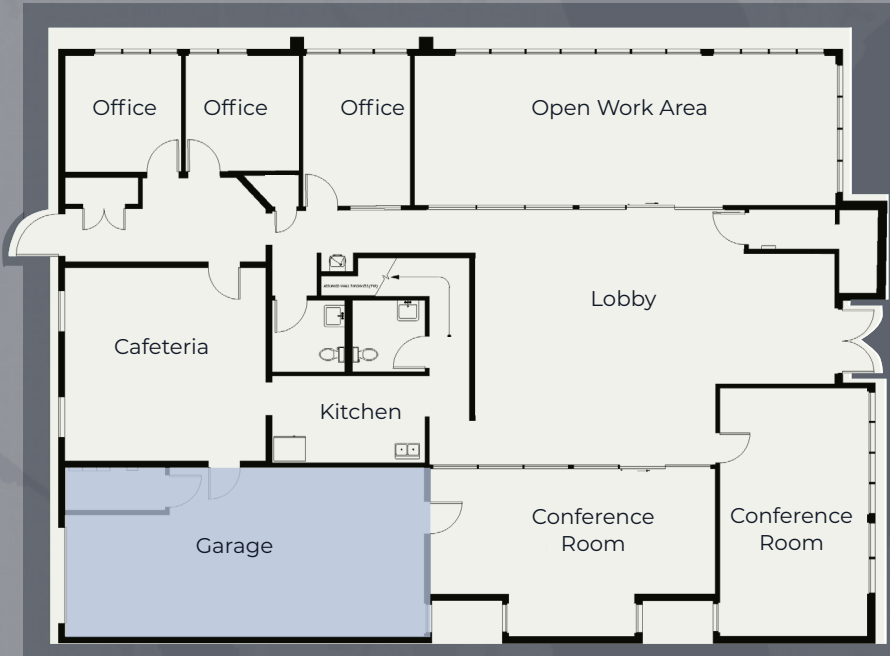 Office
Office
Office
Open Work Area
Lobby
Cafeteria
Kitchen
Garage
Conference
Room
Conference
Room